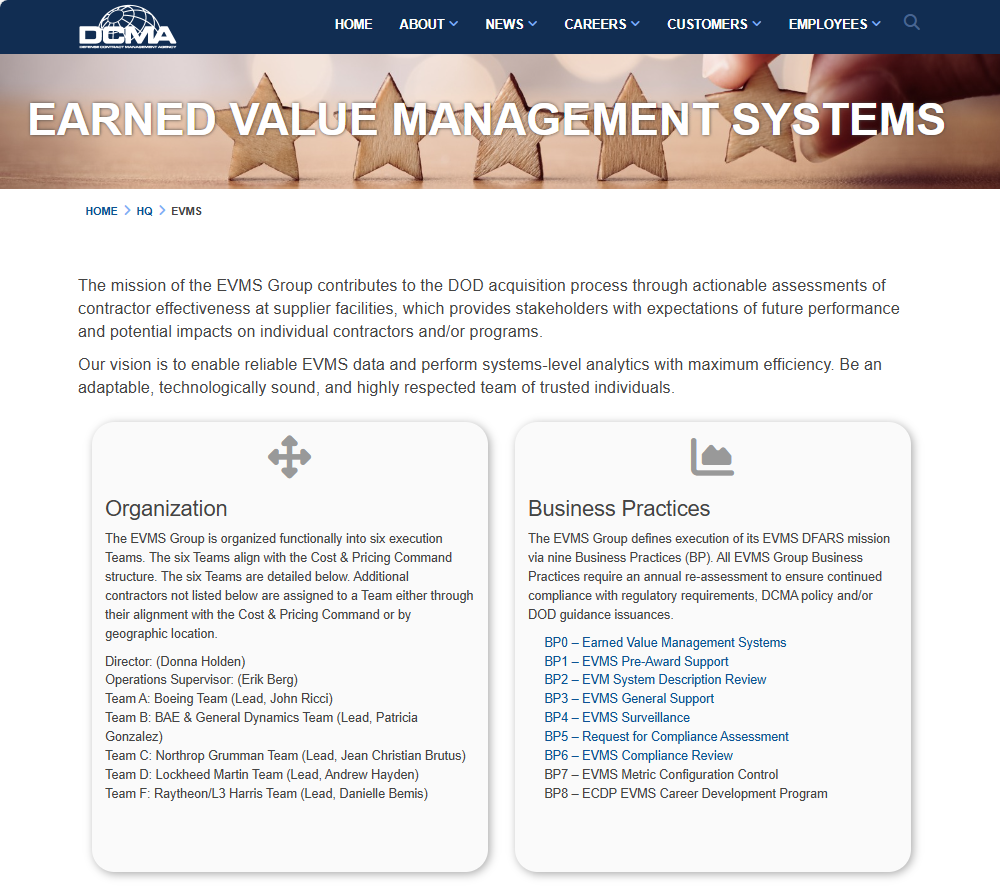 DCMA
DEFENSE CONTRACT MANAGEMENT AGENCY
HOME ABOUT NEWS CAREERS CUSTOMERS EMPLOYEES
EARNED VALUE MANAGEMENT SYSTEMS
HOME HQ EVMS
The mission of the EVMS Group contributes to the DOD acquisition process through actionable assessments of
contractor effectiveness at supplier facilities, which provides stakeholders with expectations of future performance
and potential impacts on individual contractors and/or programs.
Our vision is to enable reliable EVMS data and perform systems-level analytics with maximum efficiency. Be an
adaptable, technologically sound, and highly respected team of trusted individuals.
Organization
The EVMS Group is organized functionally into six execution
Teams. The six Teams align with the Cost & Pricing Command
structure. The six Teams are detailed below. Additional
contractors not listed below are assigned to a Team either through
their alignment with the Cost & Pricing Command or by
geographic location.
Director: (Donna Holden)
Operations Supervisor: (Erik Berg)
Team A: Boeing Team (Lead, John Ricci)
Team B: BAE & General Dynamics Team (Lead, Patricia
Gonzalez)
Team C: Northrop Grumman Team (Lead, Jean Christian Brutus)
Team D: Lockheed Martin Team (Lead, Andrew Hayden)
Team F: Raytheon/L3 Harris Team (Lead, Danielle Bemis)
Business Practices
The EVMS Group defines execution of its EVMS DFARS mission
via nine Business Practices (BP). All EVMS Group Business
Practices require an annual re-assessment to ensure continued
compliance with regulatory requirements, DCMA policy and/or
DOD guidance issuances.
BP0 – Earned Value Management Systems
BP1 – EVMS Pre-Award Support
BP2 – EVM System Description Review
BP3 – EVMS General Support
BP4 – EVMS Surveillance
BP5 – Request for Compliance Assessment
BP6 – EVMS Compliance Review
BP7 – EVMS Metric Configuration Control
BP8 – ECDP EVMS Career Development Program